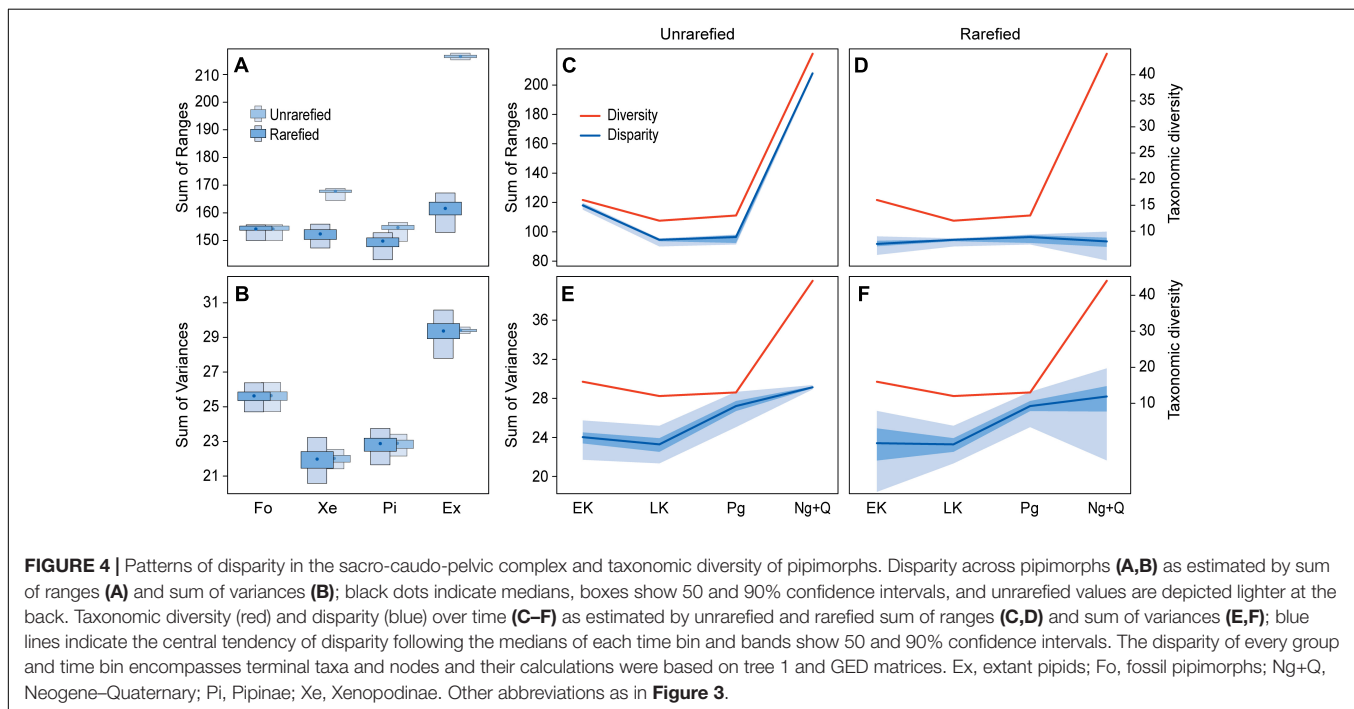 Unrarefied Rarefied
A
Unrarefied
Rarefied
Sum of Ranges
210
200
190
180
170
160
150
B
Sum of Variances
31
29
27
25
23
21
Fo Xe Pi Ex
C
Diversity
Disparity
Sum of Ranges
200
180
160
140
120
100
80
D
Taxonomic diversity
40
30
20
15
10
E
Sum of Variances
36
32
28
24
20
EK LK Pg Ng+Q
F
Taxonomic diversity
40
30
20
10
EK LK Pg Ng+Q
FIGURE 4 | Patterns of disparity in the sacro-caudo-pelvic complex and taxonomic diversity of pipimorphs. Disparity across pipimorphs (A,B) as estimated by sum
of ranges (A) and sum of variances (B); black dots indicate medians, boxes show 50 and 90% confidence intervals, and unrarefied values are depicted lighter at the
back. Taxonomic diversity (red) and disparity (blue) over time (C–F) as estimated by unrarefied and rarefied sum of ranges (C,D) and sum of variances (E,F); blue
lines indicate the central tendency of disparity following the medians of each time bin and bands show 50 and 90% confidence intervals. The disparity of every group
and time bin encompasses terminal taxa and nodes and their calculations were based on tree 1 and GED matrices. Ex, extant pipids; Fo, fossil pipimorphs; Ng+Q,
Neogene–Quaternary; Pi, Pipinae; Xe, Xenopodinae. Other abbreviations as in Figure 3.